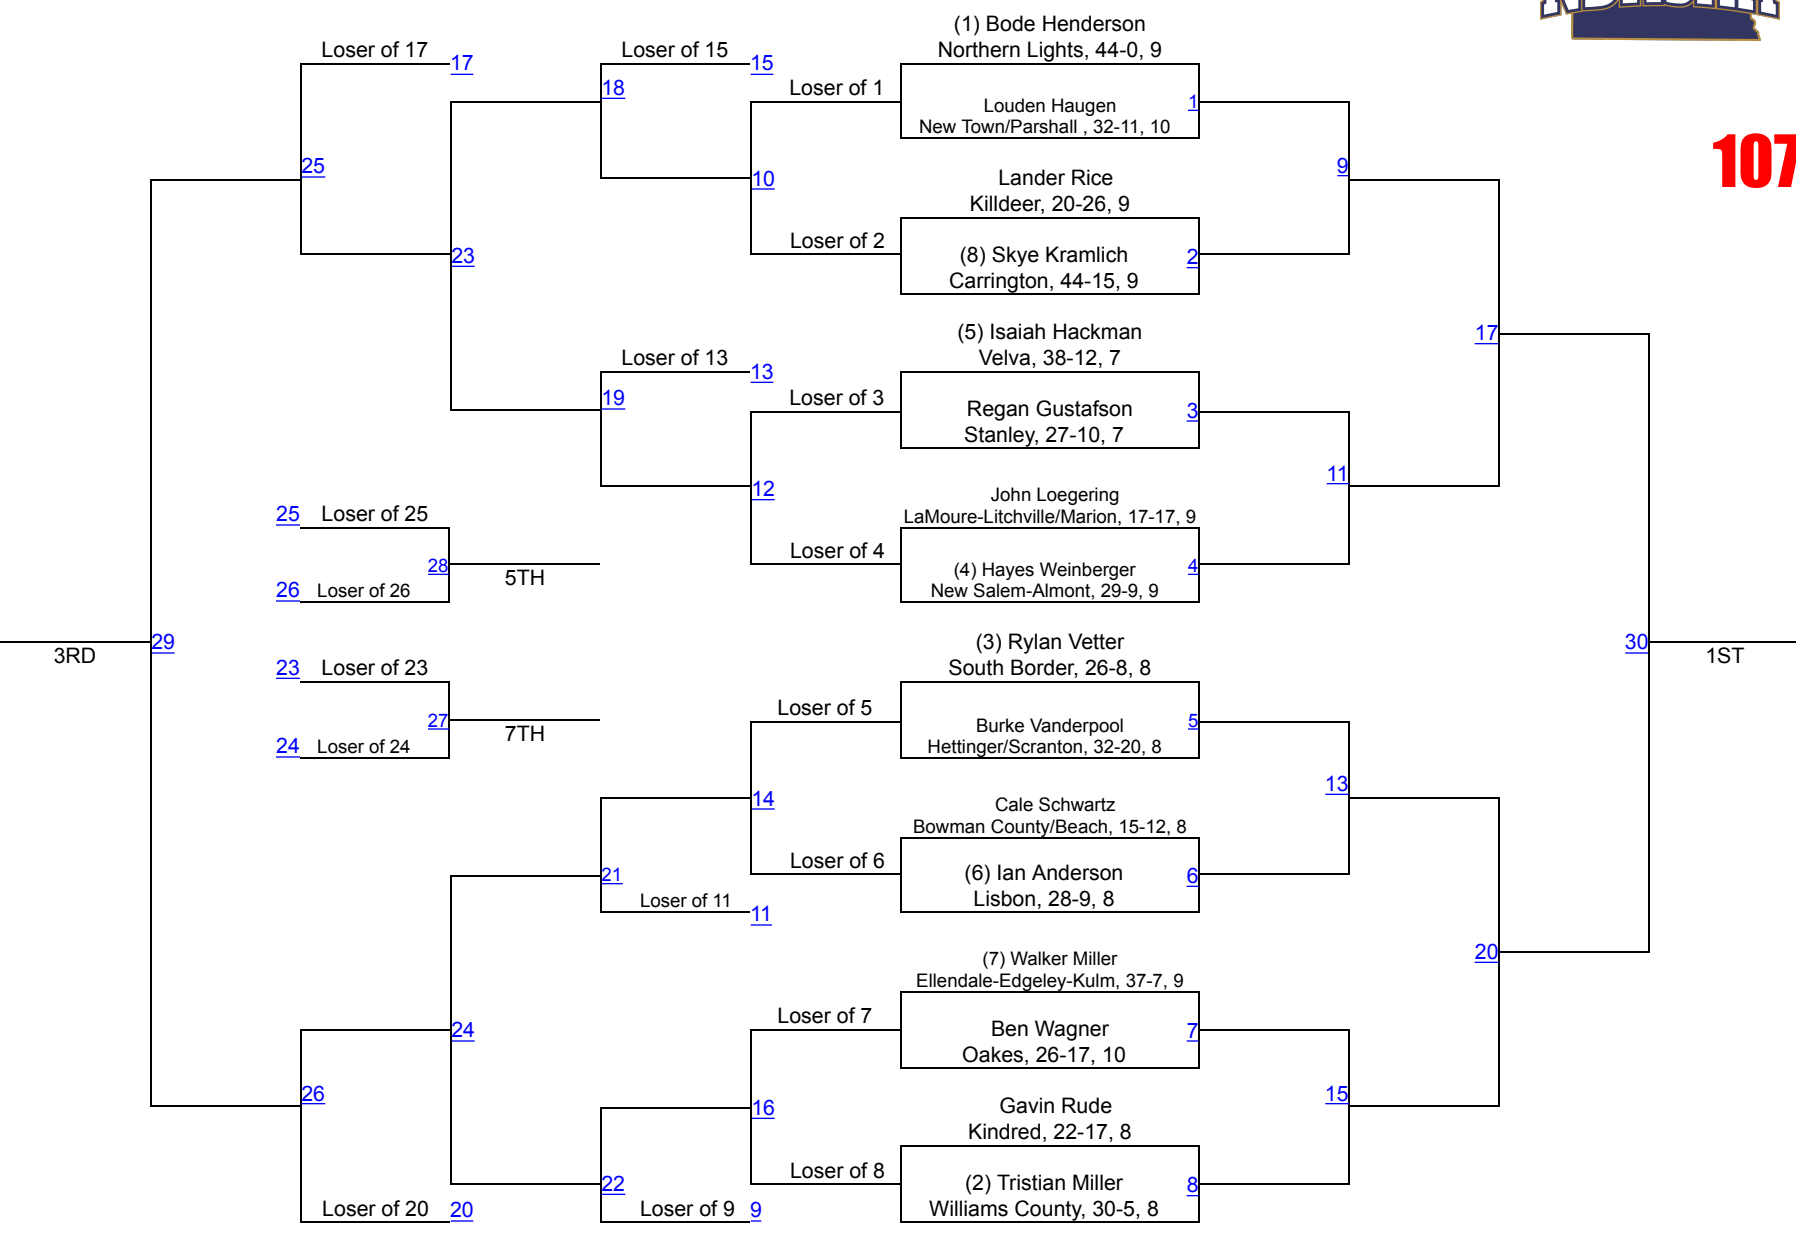 (1) Bode Henderson
Northern Lights, 44-0, 9
Loser of 17
17
Loser of 15
15
18
Loser of 1
Louden Haugen
New Town/Parshall , 32-11, 10
1
107
25
10
Lander Rice
Killdeer, 20-26, 9
9
23
Loser of 2
(8) Skye Kramlich
Carrington, 44-15, 9
2
(5) Isaiah Hackman
Velva, 38-12, 7
17
Loser of 13
13
19
Loser of 3
Regan Gustafson
Stanley, 27-10, 7
3
12
John Loegering
LaMoure-Litchville/Marion, 17-17, 9
11
25
Loser of 25
Loser of 4
(4) Hayes Weinberger
New Salem-Almont, 29-9, 9
4
28
5TH
26
Loser of 26
3RD
29
(3) Rylan Vetter
South Border, 26-8, 8
30
1ST
23
Loser of 23
27
7TH
24
Loser of 24
Loser of 5
Burke Vanderpool
Hettinger/Scranton, 32-20, 8
5
14
Cale Schwartz
Bowman County/Beach, 15-12, 8
13
21
Loser of 6
(6) Ian Anderson
Lisbon, 28-9, 8
6
Loser of 11
11
(7) Walker Miller
Ellendale-Edgeley-Kulm, 37-7, 9
20
24
Loser of 7
Ben Wagner
Oakes, 26-17, 10
7
26
16
Gavin Rude
Kindred, 22-17, 8
15
22
Loser of 8
(2) Tristian Miller
Williams County, 30-5, 8
8
Loser of 20
20
Loser of 9
9